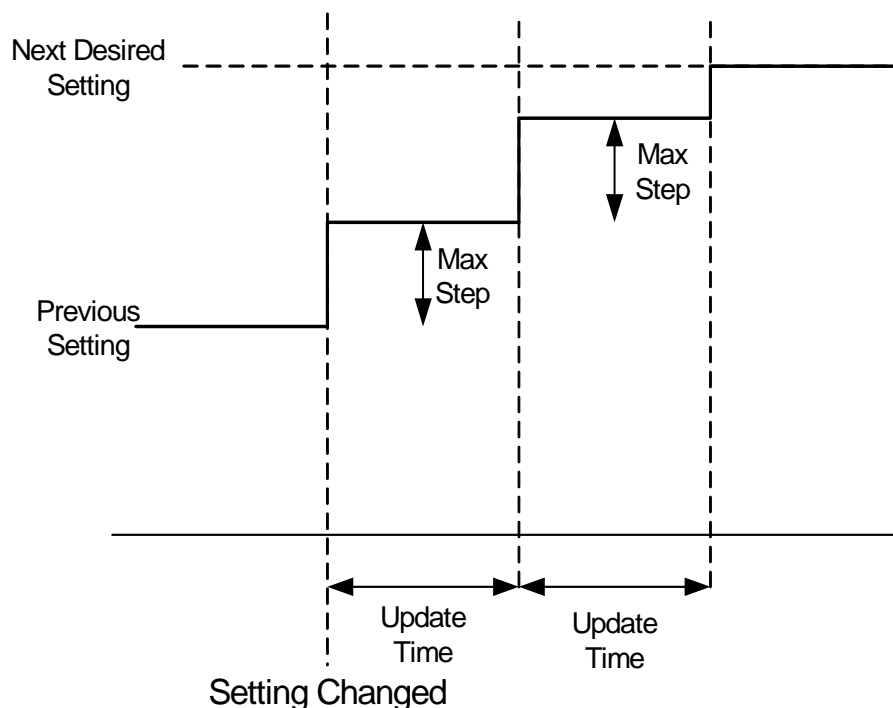 Next Desired
Setting
Max
Step
Max
Step
Previous
Setting
Update
Time
Update
Time
Setting Changed